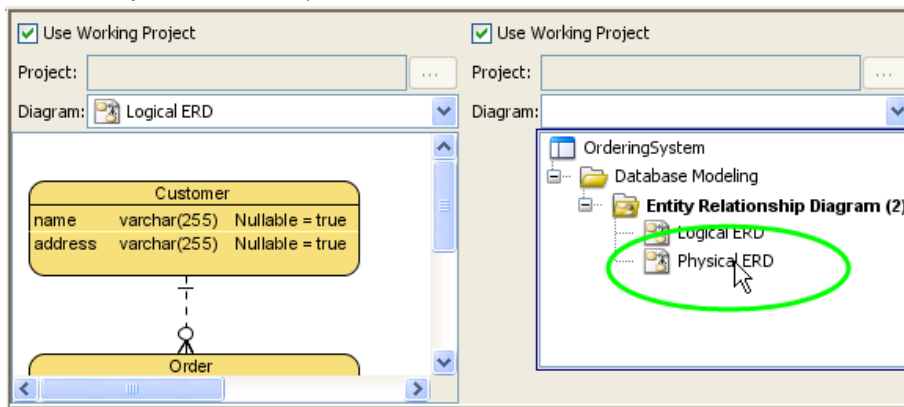 Use Working Project
Project:
...
Diagram: Logical ERD
Customer
name varchar(255) Nullable = true
address varchar(255) Nullable = true
Order
Use Working Project
Project:
...
Diagram:
OrderingSystem
Database Modeling
Entity Relationship Diagram (2)
Logical ERD
Physical ERD